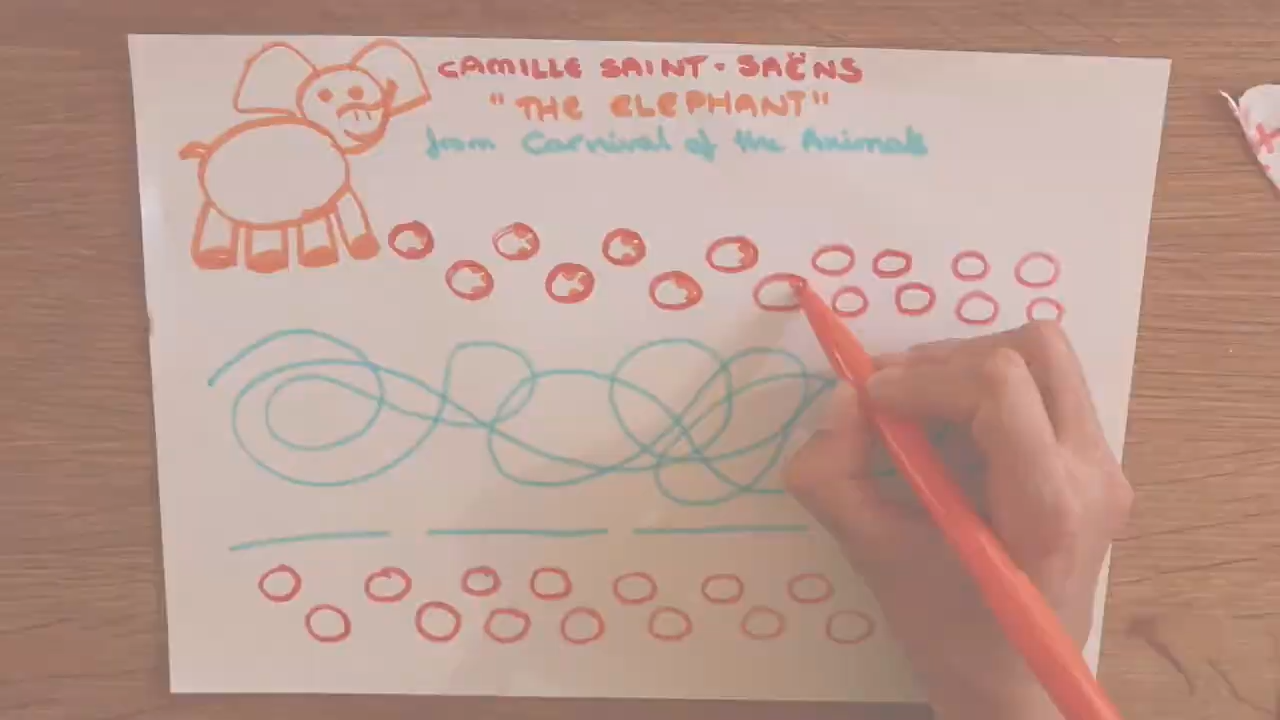 CAMILLE SAINT-SAËNS
"THE ELEPHANT"
from Carnival of the Animals